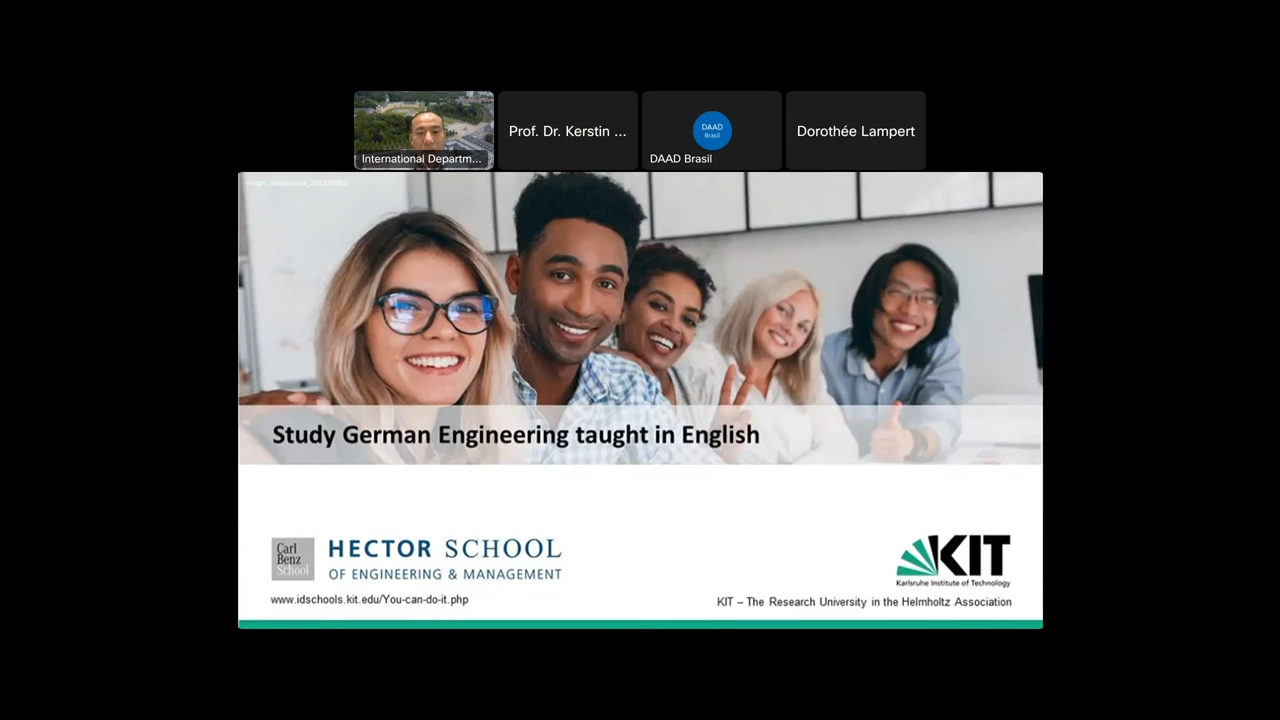 Prof. Dr. Kerstin ...
DAAD
Brasil
Dorothée Lampert
International Departm...
DAAD Brasil
Study German Engineering taught in English
Carl
Benz
School
HECTOR SCHOOL
OF ENGINEERING & MANAGEMENT
www.idschools.kit.edu/You-can-do-it.php
KIT
Karlsruhe Institute of Technology
KIT – The Research University in the Helmholtz Association